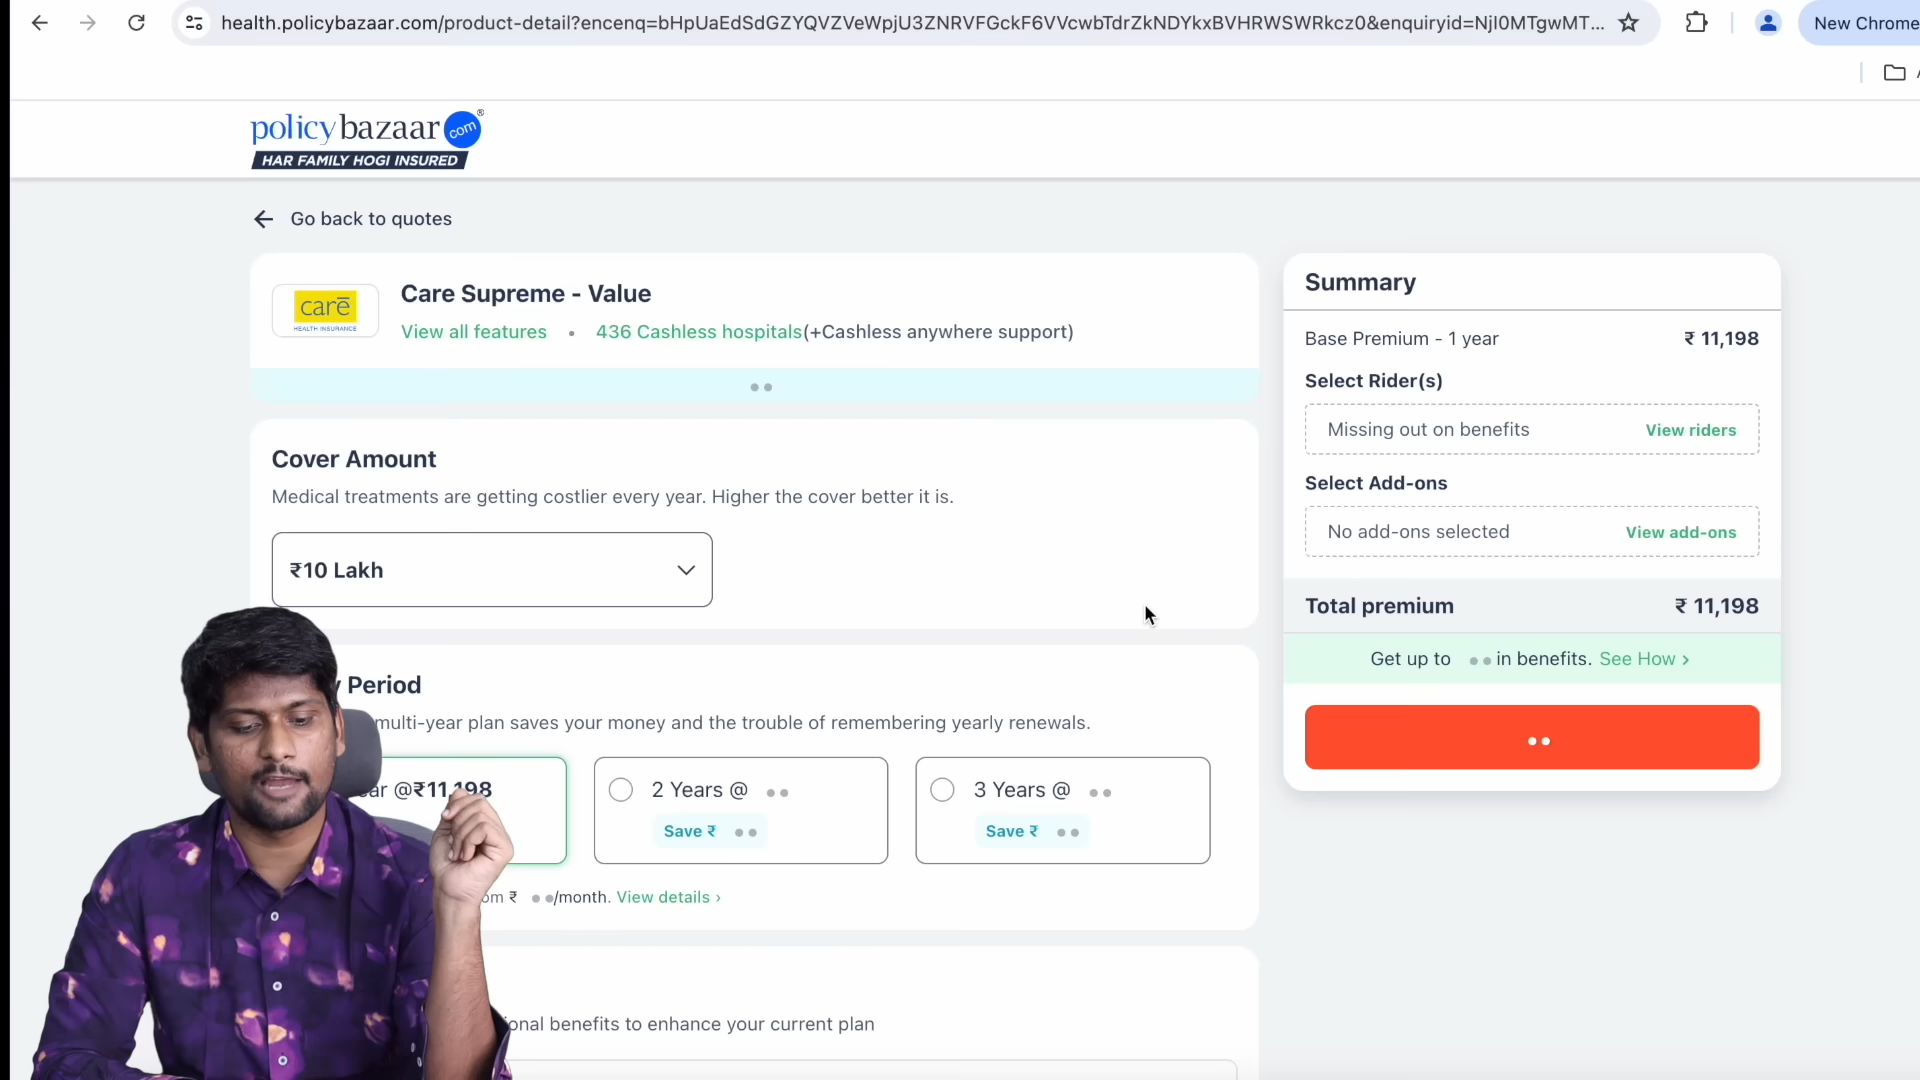 health.policybazaar.com/product-detail?encenq=bHpUaEdSdGZYQVZVeWpjU3ZNRVFGckF6VVcwbTdrZkNDYkxBVHRWSWRkcz0&enquiryid=NjI0MTgwMT...
New Chrome
policybazaar.com®
HAR FAMILY HOGI INSURED
Go back to quotes
carē
HEALTH INSURANCE
Care Supreme - Value
View all features • 436 Cashless hospitals(+Cashless anywhere support)
Cover Amount
Medical treatments are getting costlier every year. Higher the cover better it is.
₹10 Lakh
Period
multi-year plan saves your money and the trouble of remembering yearly renewals.
@₹11,198
2 Years @
Save ₹
3 Years @
Save ₹
₹ /month. View details ›
benefits to enhance your current plan
Summary
Base Premium - 1 year ₹ 11,198
Select Rider(s)
Missing out on benefits View riders
Select Add-ons
No add-ons selected View add-ons
Total premium ₹ 11,198
Get up to in benefits. See How ›